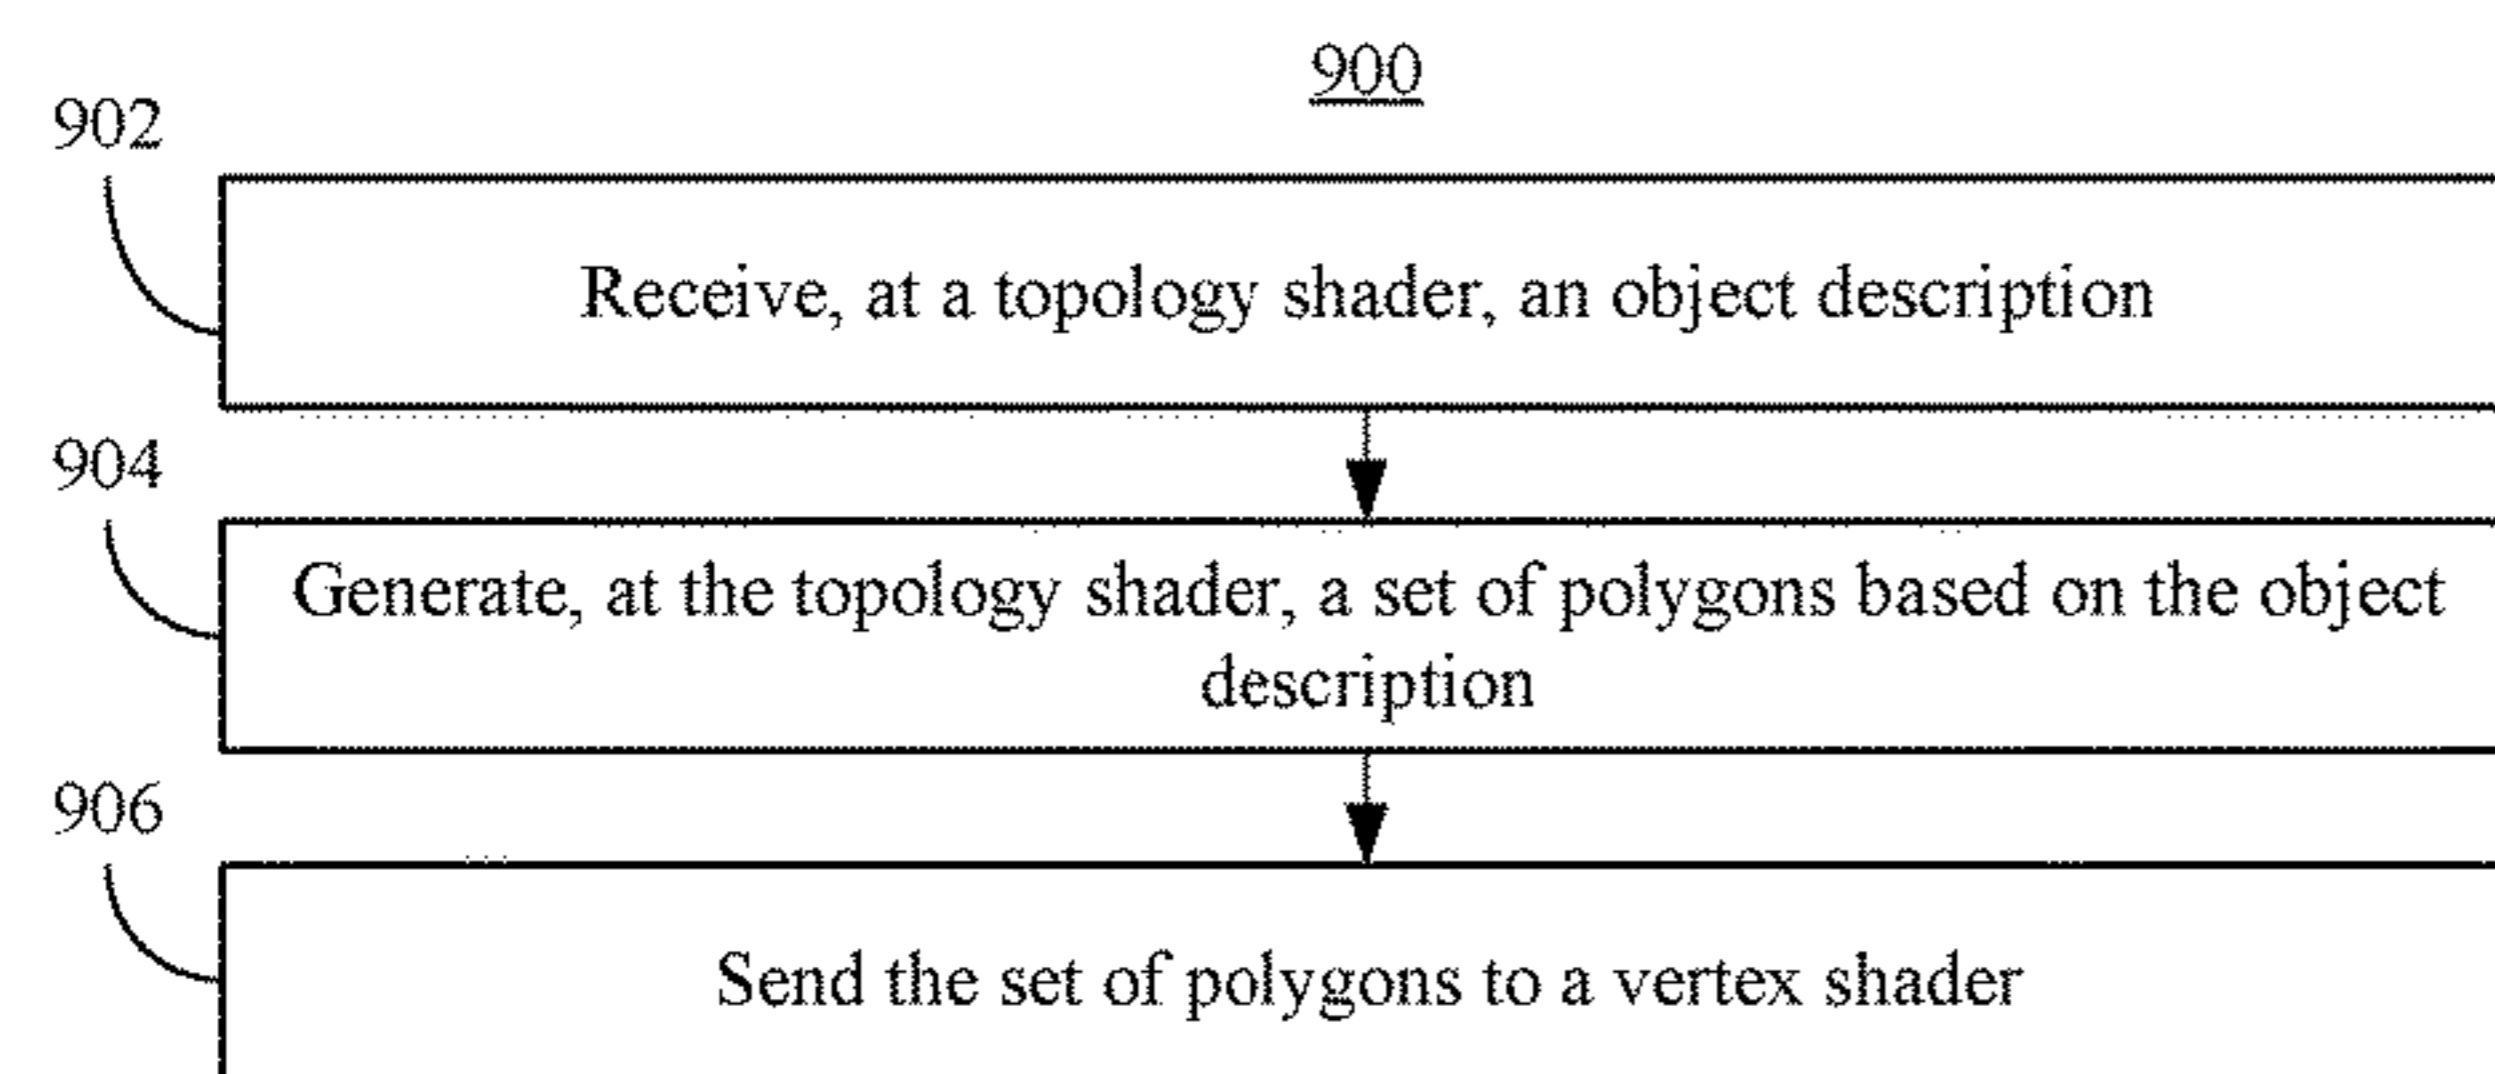 900
902
Receive, at a topology shader, an object description
904
Generate, at the topology shader, a set of polygons based on the object
description
906
Send the set of polygons to a vertex shader